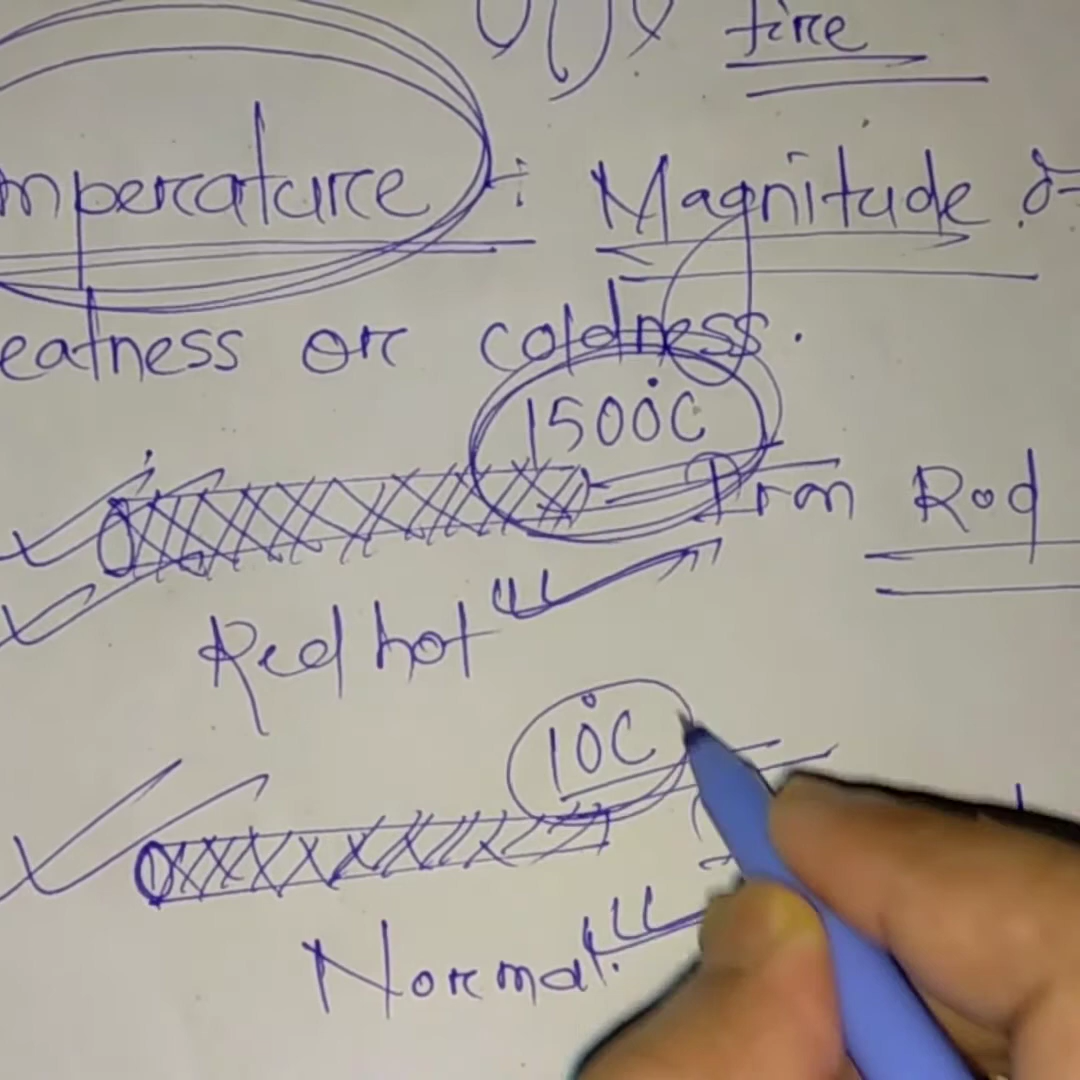 fire
mperature :- Magnitude of
eatness or coldness.
1500°C
Iron Rod
Red hot
10°C
Normal.